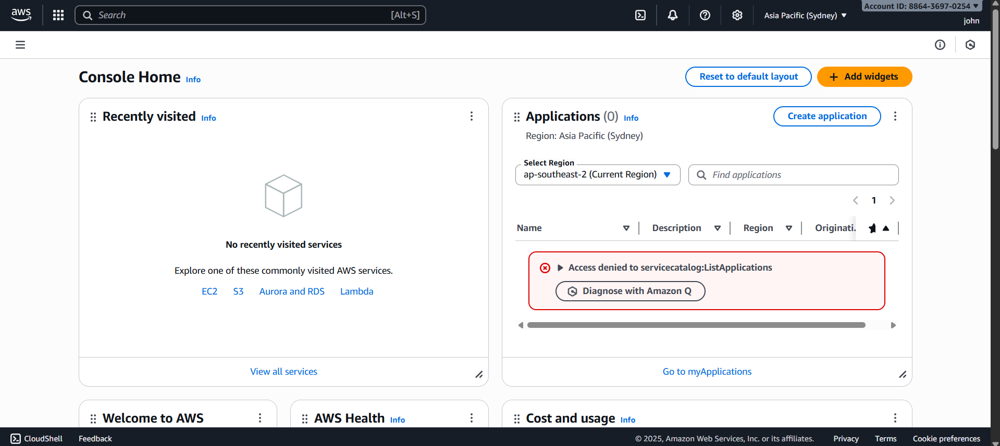 aws
Search [Alt+S]
Asia Pacific (Sydney)
Account ID: 8864-3697-0254
john
Console Home Info
Reset to default layout
Add widgets
Recently visited Info
No recently visited services
Explore one of these commonly visited AWS services.
EC2 S3 Aurora and RDS Lambda
View all services
Applications (0) Info
Create application
Region: Asia Pacific (Sydney)
Select Region
ap-southeast-2 (Current Region)
Find applications
1
Name Description Region Originati.
Access denied to servicecatalog:ListApplications
Diagnose with Amazon Q
Go to myApplications
Welcome to AWS
AWS Health Info
Cost and usage Info
CloudShell Feedback
© 2025, Amazon Web Services, Inc. or its affiliates. Privacy Terms Cookie preferences